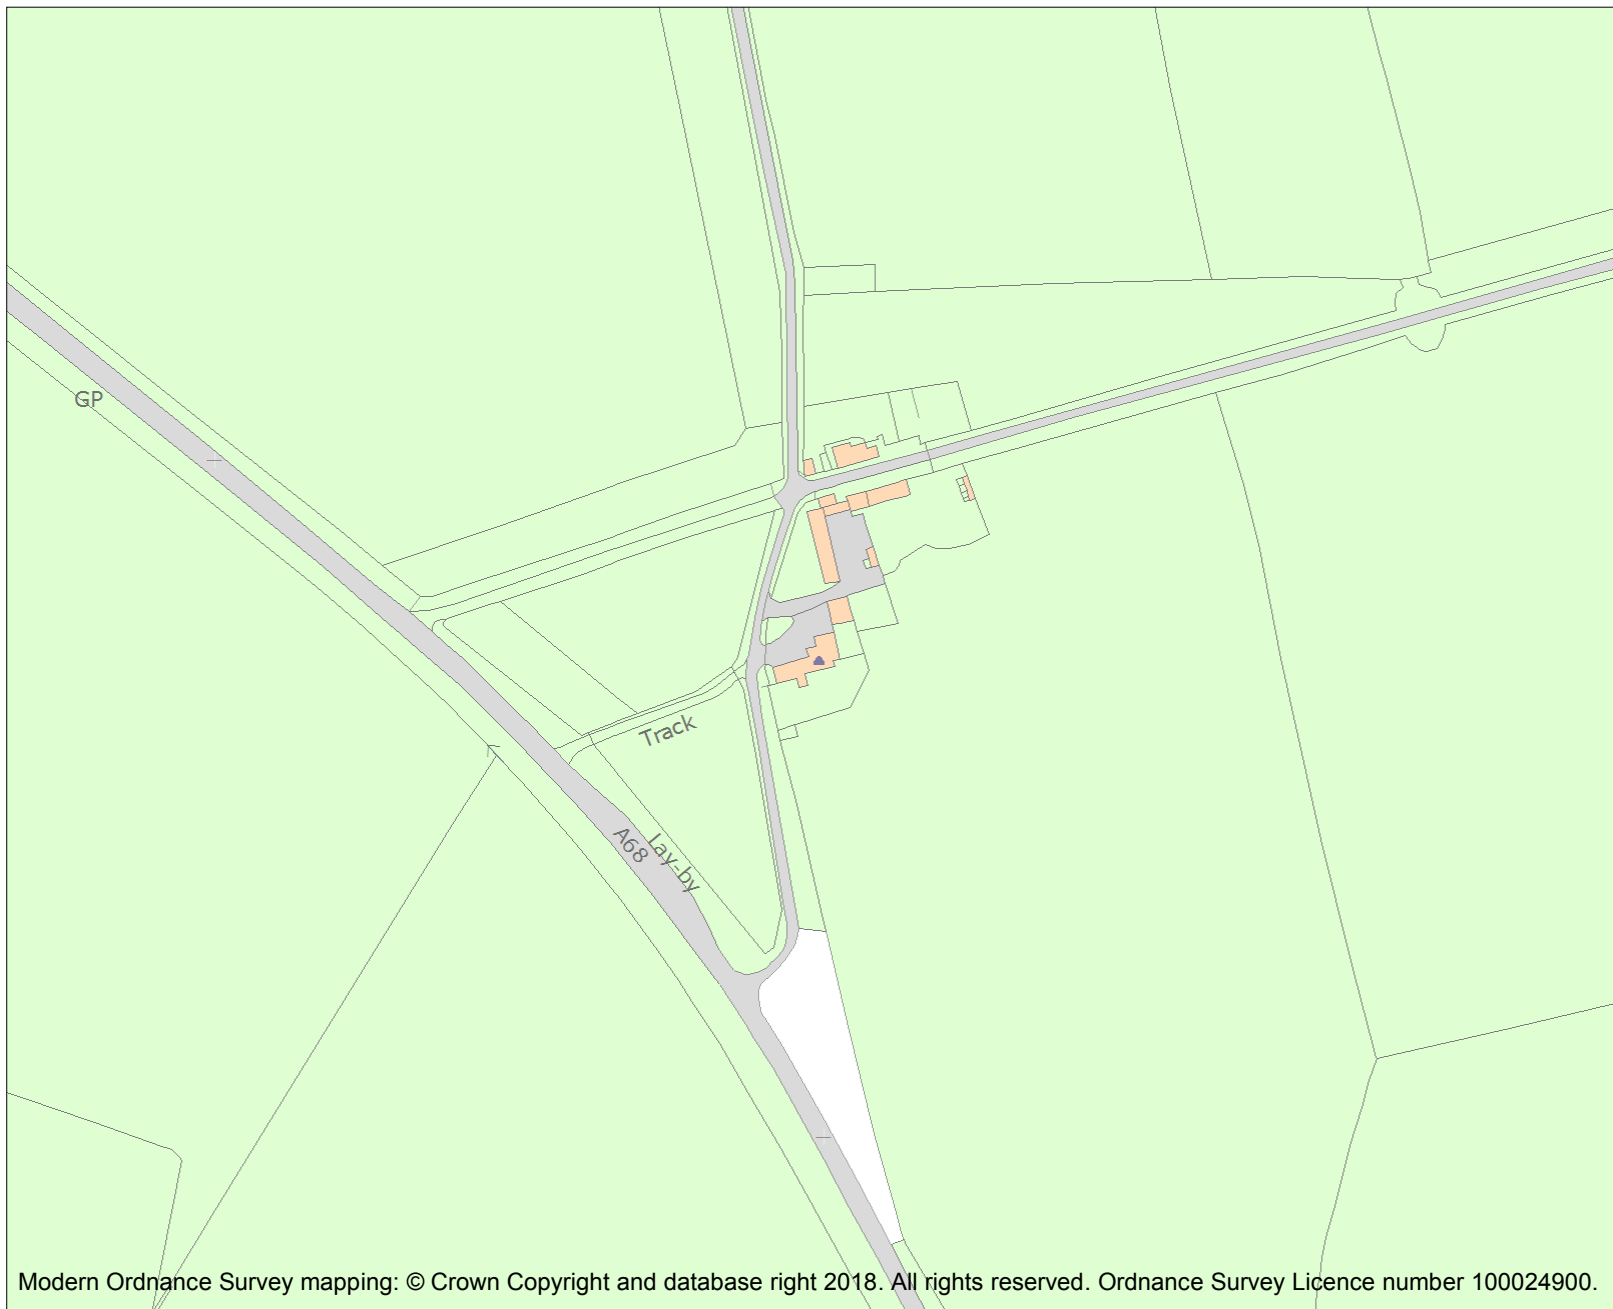 GP
Track
A68
Lay-by
Modern Ordnance Survey mapping: © Crown Copyright and database right 2018. All rights reserved. Ordnance Survey Licence number 100024900.